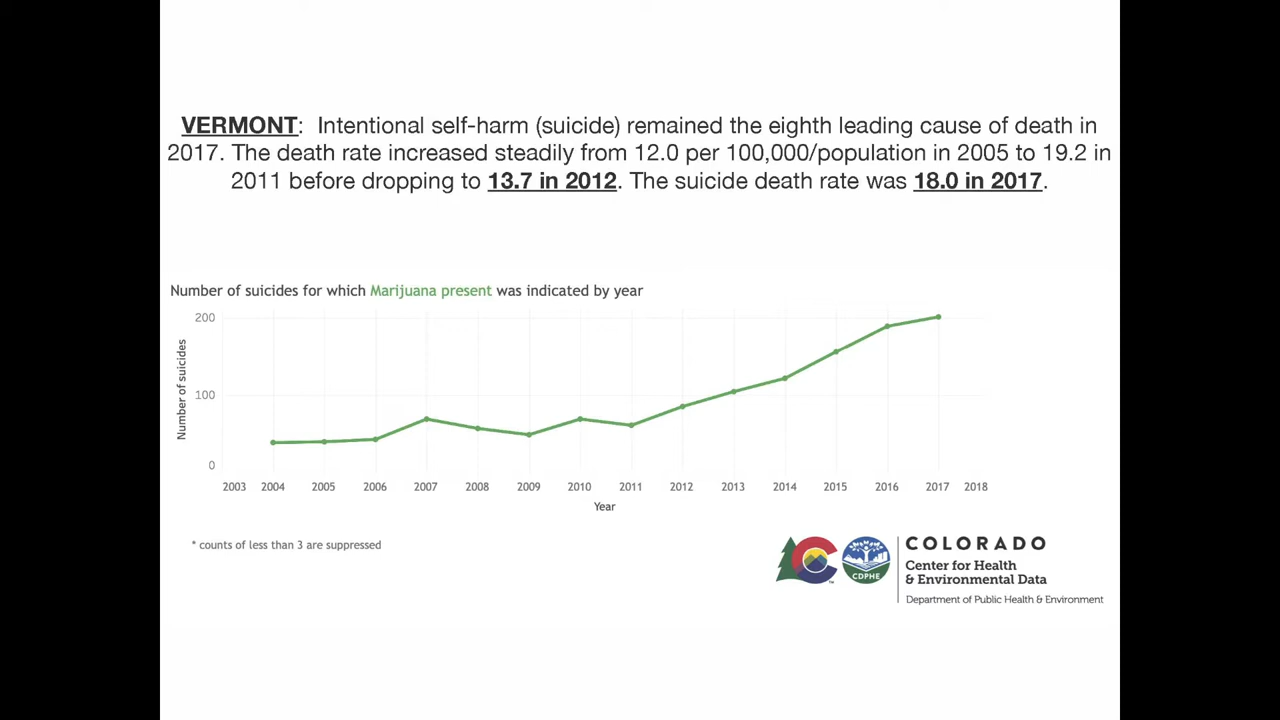 VERMONT: Intentional self-harm (suicide) remained the eighth leading cause of death in
2017. The death rate increased steadily from 12.0 per 100,000/population in 2005 to 19.2 in
2011 before dropping to 13.7 in 2012. The suicide death rate was 18.0 in 2017.
Number of suicides for which Marijuana present was indicated by year
Number of suicides
200
100
0
2003 2004 2005 2006 2007 2008 2009 2010 2011 2012 2013 2014 2015 2016 2017 2018
Year
* counts of less than 3 are suppressed
CDPHE
COLORADO
Center for Health
& Environmental Data
Department of Public Health & Environment